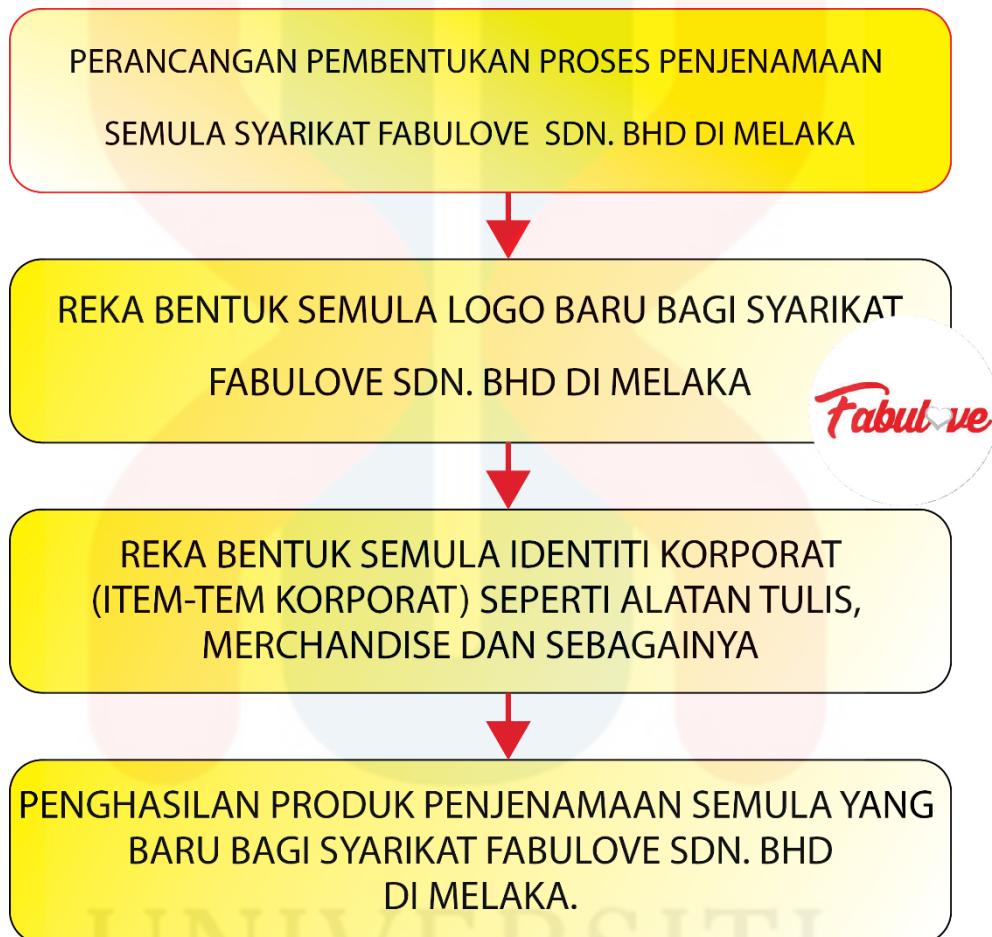 PERANCANGAN PEMBENTUKAN PROSES PENJENAMAAN
SEMULA SYARIKAT FABULOVE SDN. BHD DI MELAKA
REKA BENTUK SEMULA LOGO BARU BAGI SYARIKAT
FABULOVE SDN. BHD DI MELAKA
Fabulove
REKA BENTUK SEMULA IDENTITI KORPORAT
(ITEM-TEM KORPORAT) SEPERTI ALATAN TULIS,
MERCHANDISE DAN SEBAGAINYA
PENGHASILAN PRODUK PENJENAMAAN SEMULA YANG
BARU BAGI SYARIKAT FABULOVE SDN. BHD
DI MELAKA.
UNIVERSITI